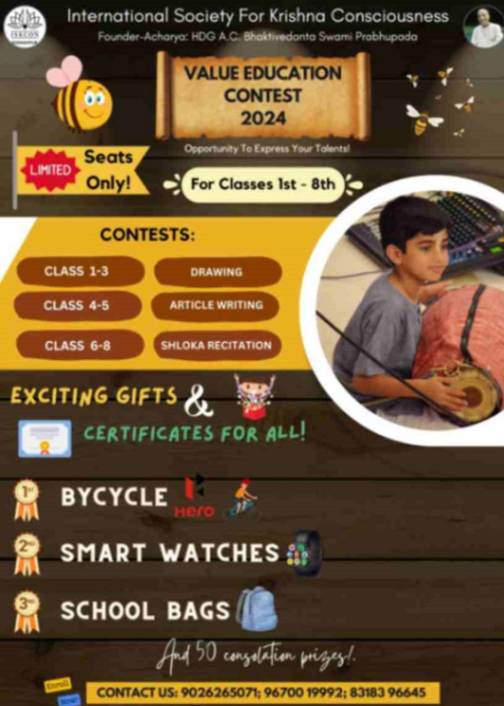 International Society For Krishna Consciousness
Founder-Acharya: HDG A.C. Bhaktivedanta Swami Prabhupada
ISKCON
VALUE EDUCATION
CONTEST
2024
Opportunity To Express Your Talents!
LIMITED
Seats
Only!
For Classes 1st - 8th
CONTESTS:
CLASS 1-3 DRAWING
CLASS 4-5 ARTICLE WRITING
CLASS 6-8 SHLOKA RECITATION
EXCITING GIFTS &
CERTIFICATES FOR ALL!
1st BYCYCLE Hero
2nd SMART WATCHES
3rd SCHOOL BAGS
And 50 consolation prizes!.
Enroll
Now!
CONTACT US: 9026265071; 96700 19992; 83183 96645